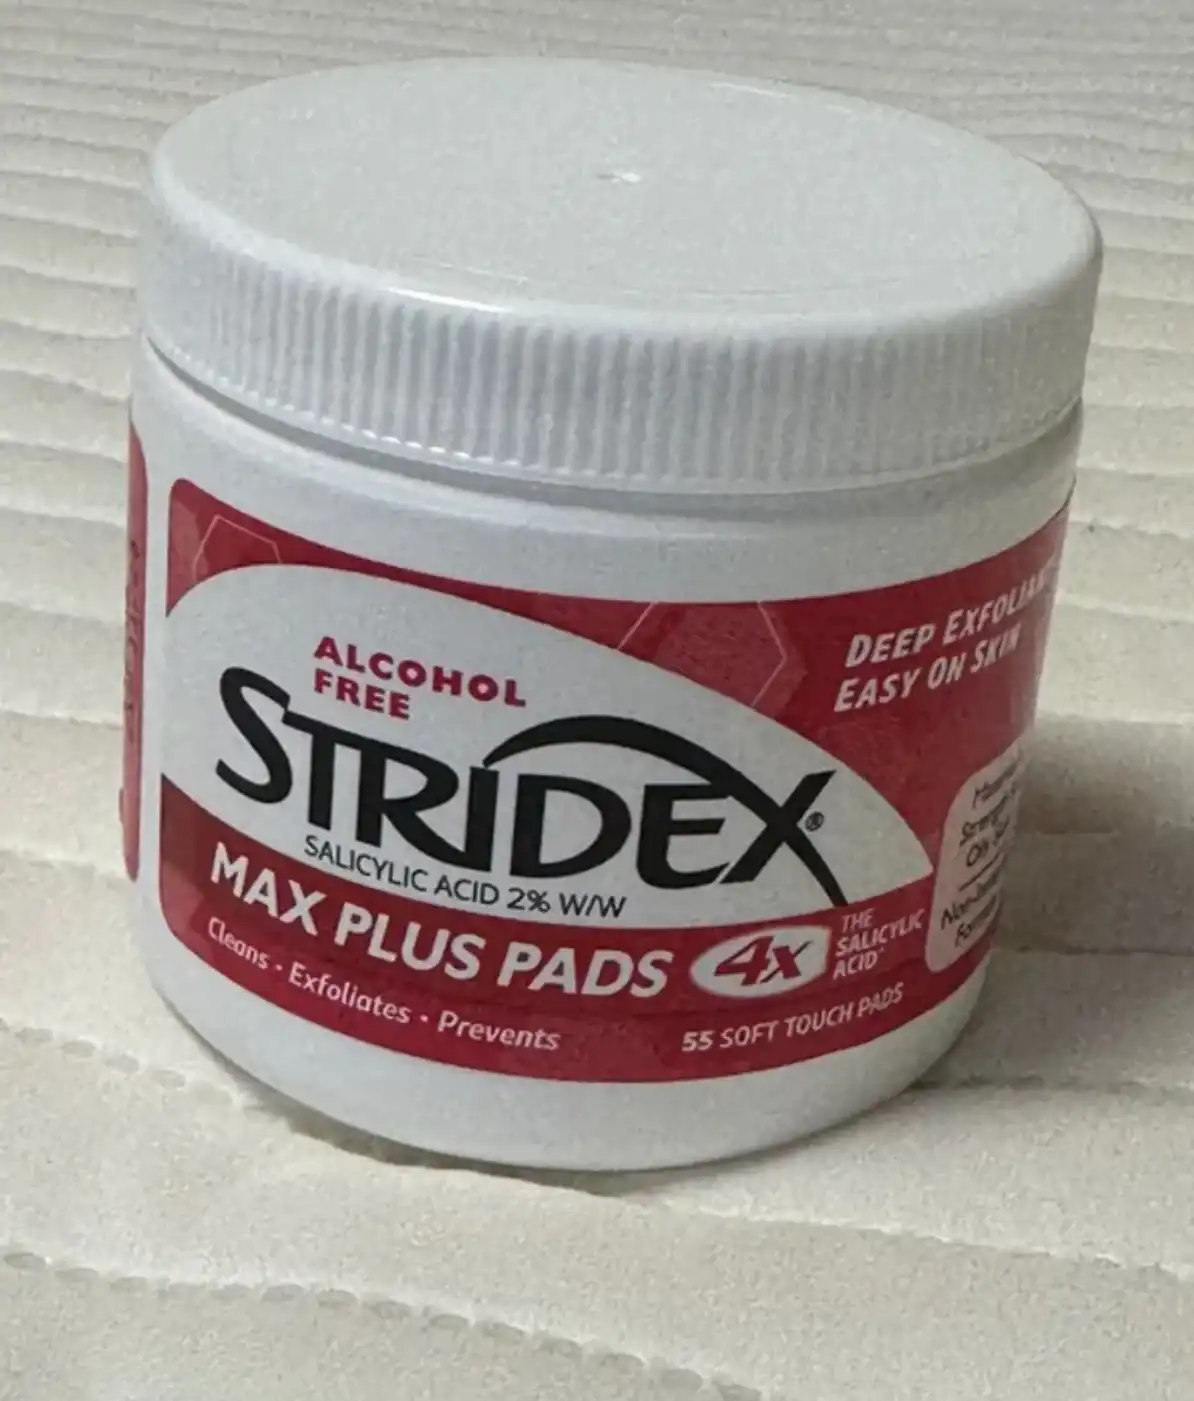 ALCOHOL
FREE
STRIDEX®
SALICYLIC ACID 2% W/W
MAX PLUS PADS
4x
THE
SALICYLIC
ACID*
Cleans • Exfoliates • Prevents
55 SOFT TOUCH PADS
DEEP
EASY ON SKIN